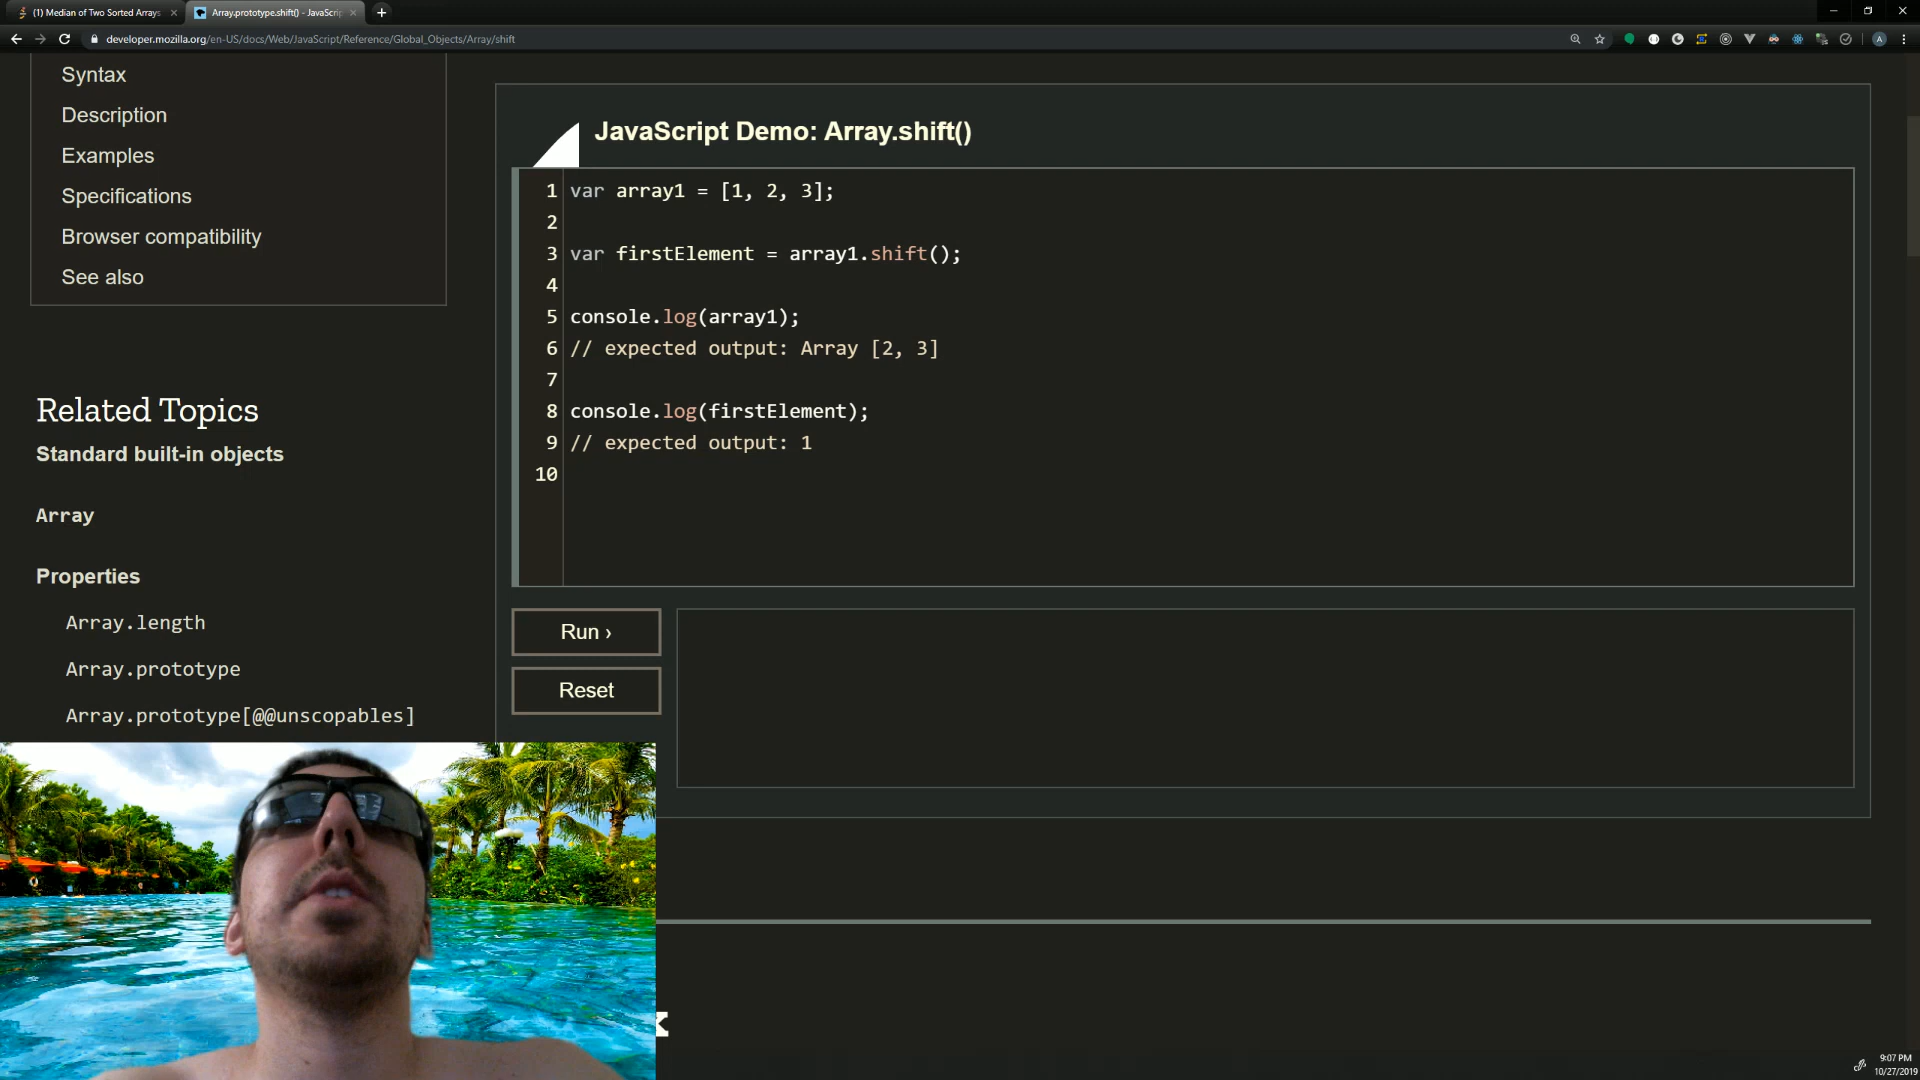 (1) Median of Two Sorted Arrays
Array.prototype.shift() - JavaScrip
developer.mozilla.org/en-US/docs/Web/JavaScript/Reference/Global_Objects/Array/shift
A
Syntax
Description
Examples
Specifications
Browser compatibility
See also
Related Topics
Standard built-in objects
Array
Properties
Array.length
Array.prototype
Array.prototype[@@unscopables]
JavaScript Demo: Array.shift()
1 var array1 = [1, 2, 3];
2
3 var firstElement = array1.shift();
4
5 console.log(array1);
6 // expected output: Array [2, 3]
7
8 console.log(firstElement);
9 // expected output: 1
10
Run ›
Reset
9:07 PM
10/27/2019